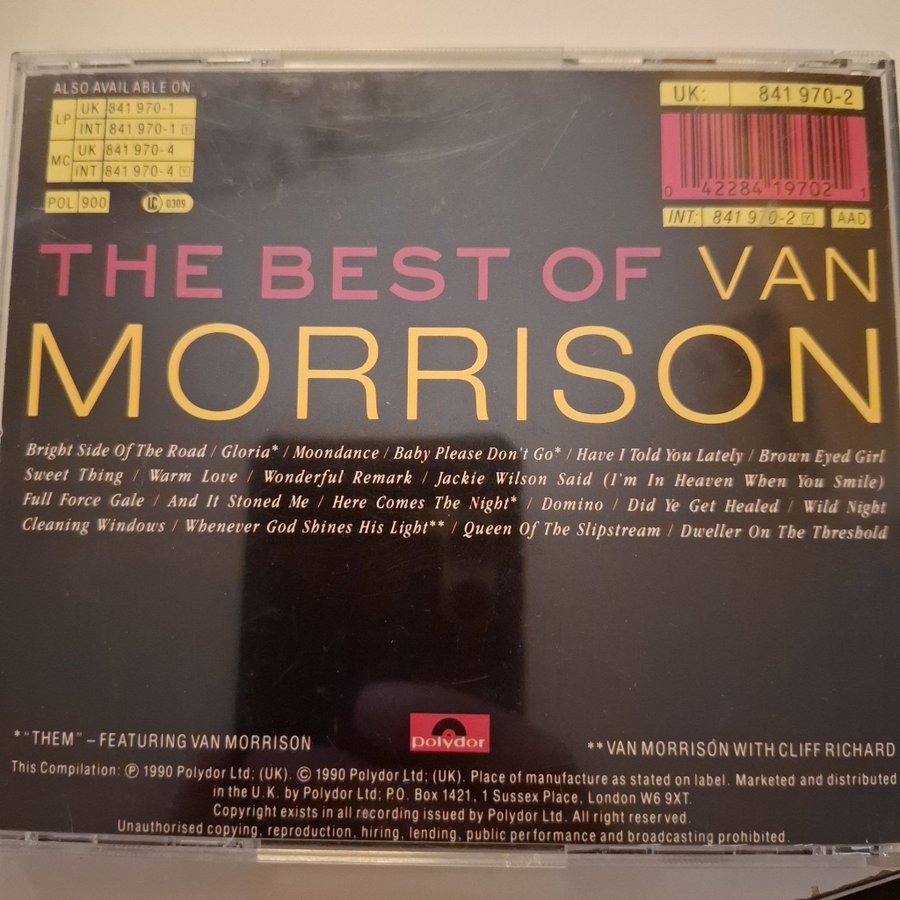 ALSO AVAILABLE ON
LP UK 841 970-1
INT 841 970-1 Y
MC UK 841 970-4
INT 841 970-4 Y
POL 900 LC 0309
UK: 841 970-2
0 42284 19702 1
INT: 841 970-2 Y AAD
THE BEST OF VAN
MORRISON
Bright Side Of The Road / Gloria* / Moondance / Baby Please Don't Go* / Have I Told You Lately / Brown Eyed Girl
Sweet Thing / Warm Love / Wonderful Remark / Jackie Wilson Said (I'm In Heaven When You Smile)
Full Force Gale / And It Stoned Me / Here Comes The Night* / Domino / Did Ye Get Healed / Wild Night
Cleaning Windows / Whenever God Shines His Light** / Queen Of The Slipstream / Dweller On The Threshold
polydor
*"THEM" – FEATURING VAN MORRISON
**VAN MORRISON WITH CLIFF RICHARD
This Compilation: ℗ 1990 Polydor Ltd; (UK). © 1990 Polydor Ltd; (UK). Place of manufacture as stated on label. Marketed and distributed
in the U.K. by Polydor Ltd; P.O. Box 1421, 1 Sussex Place, London W6 9XT.
Copyright exists in all recording issued by Polydor Ltd. All right reserved.
Unauthorised copying, reproduction, hiring, lending, public performance and broadcasting prohibited.